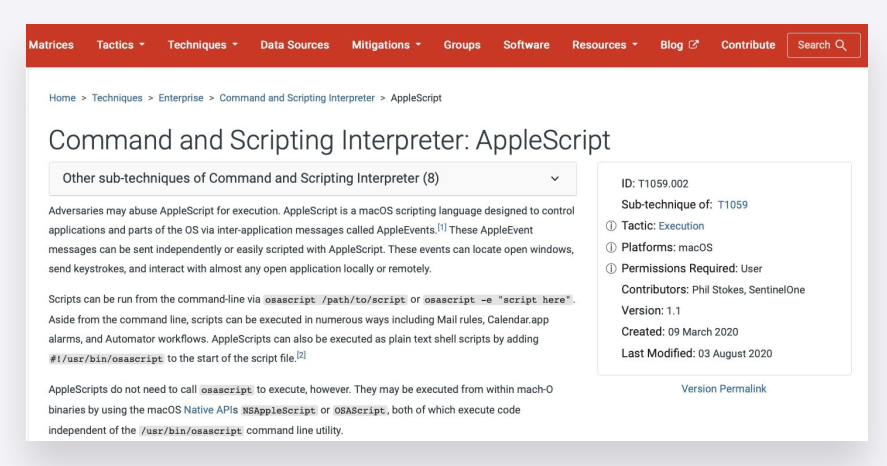 Matrices Tactics Techniques Data Sources Mitigations Groups Software Resources Blog Contribute Search
Home > Techniques > Enterprise > Command and Scripting Interpreter > AppleScript
Command and Scripting Interpreter: AppleScript
Other sub-techniques of Command and Scripting Interpreter (8)
Adversaries may abuse AppleScript for execution. AppleScript is a macOS scripting language designed to control
applications and parts of the OS via inter-application messages called AppleEvents.[1] These AppleEvent
messages can be sent independently or easily scripted with AppleScript. These events can locate open windows,
send keystrokes, and interact with almost any open application locally or remotely.
Scripts can be run from the command-line via osascript /path/to/script or osascript -e "script here".
Aside from the command line, scripts can be executed in numerous ways including Mail rules, Calendar.app
alarms, and Automator workflows. AppleScripts can also be executed as plain text shell scripts by adding
#!/usr/bin/osascript to the start of the script file.[2]
AppleScripts do not need to call osascript to execute, however. They may be executed from within mach-O
binaries by using the macOS Native APIs NSAppleScript or OSAScript, both of which execute code
independent of the /usr/bin/osascript command line utility.
ID: T1059.002
Sub-technique of: T1059
Tactic: Execution
Platforms: macOS
Permissions Required: User
Contributors: Phil Stokes, SentinelOne
Version: 1.1
Created: 09 March 2020
Last Modified: 03 August 2020
Version Permalink